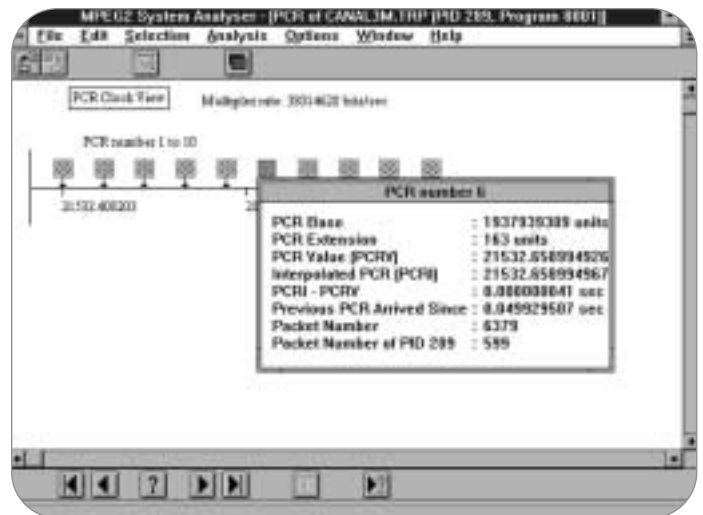 MPEG2 System Analyser - [PCR of CANAL3M.TRP (PID 289, Program 8001)]
File Edit Selection Analysis Options Window Help
PCR Clock View
Multiplex rate
bits/sec
PCR number 1 to 10
21532.400203
PCR number 6
PCR Base : 1937939389 units
PCR Extension : 163 units
PCR Value (PCRV) : 21532.658994926
Interpolated PCR (PCRI) : 21532.658994967
PCRI - PCRV : 0.000000041 sec
Previous PCR Arrived Since : 0.049929507 sec
Packet Number : 6379
Packet Number of PID 289 : 599
?
?